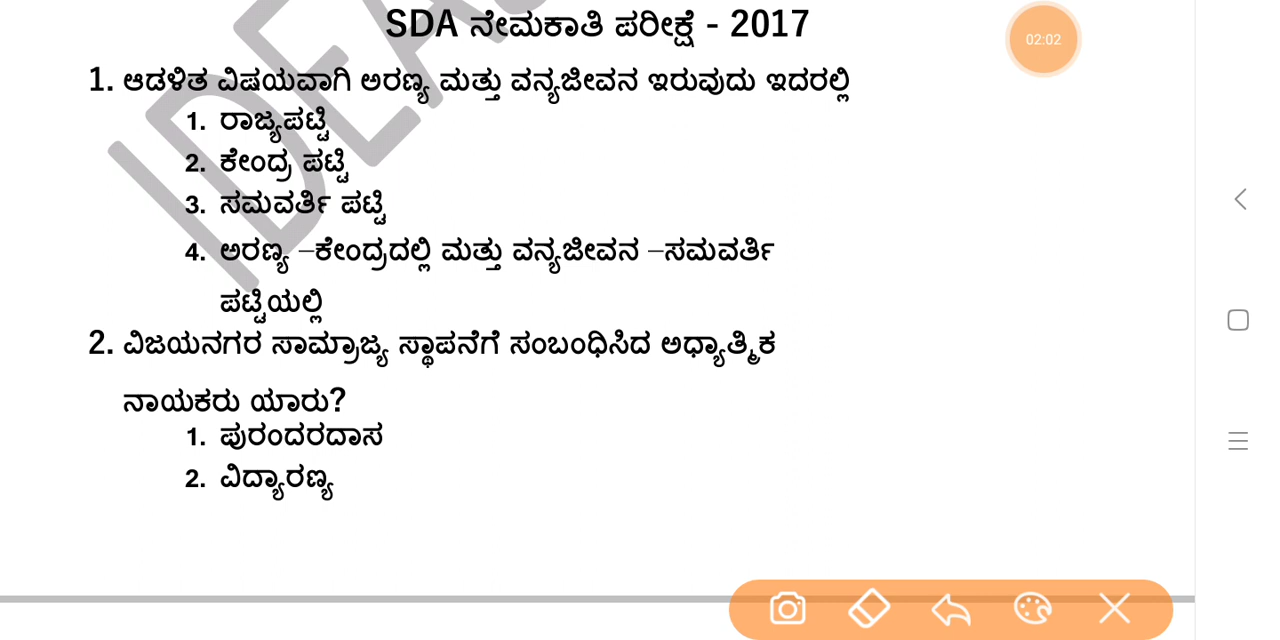 SDA ನೇಮಕಾತಿ ಪರೀಕ್ಷೆ - 2017
02:02
1. ಆಡಳಿತ ವಿಷಯವಾಗಿ ಅರಣ್ಯ ಮತ್ತು ವನ್ಯಜೀವನ ಇರುವುದು ಇದರಲ್ಲಿ
1. ರಾಜ್ಯಪಟ್ಟಿ
2. ಕೇಂದ್ರ ಪಟ್ಟಿ
3. ಸಮವರ್ತಿ ಪಟ್ಟಿ
4. ಅರಣ್ಯ –ಕೇಂದ್ರದಲ್ಲಿ ಮತ್ತು ವನ್ಯಜೀವನ –ಸಮವರ್ತಿ
ಪಟ್ಟಿಯಲ್ಲಿ
2. ವಿಜಯನಗರ ಸಾಮ್ರಾಜ್ಯ ಸ್ಥಾಪನೆಗೆ ಸಂಬಂಧಿಸಿದ ಅಧ್ಯಾತ್ಮಿಕ
ನಾಯಕರು ಯಾರು?
1. ಪುರಂದರದಾಸ
2. ವಿದ್ಯಾರಣ್ಯ